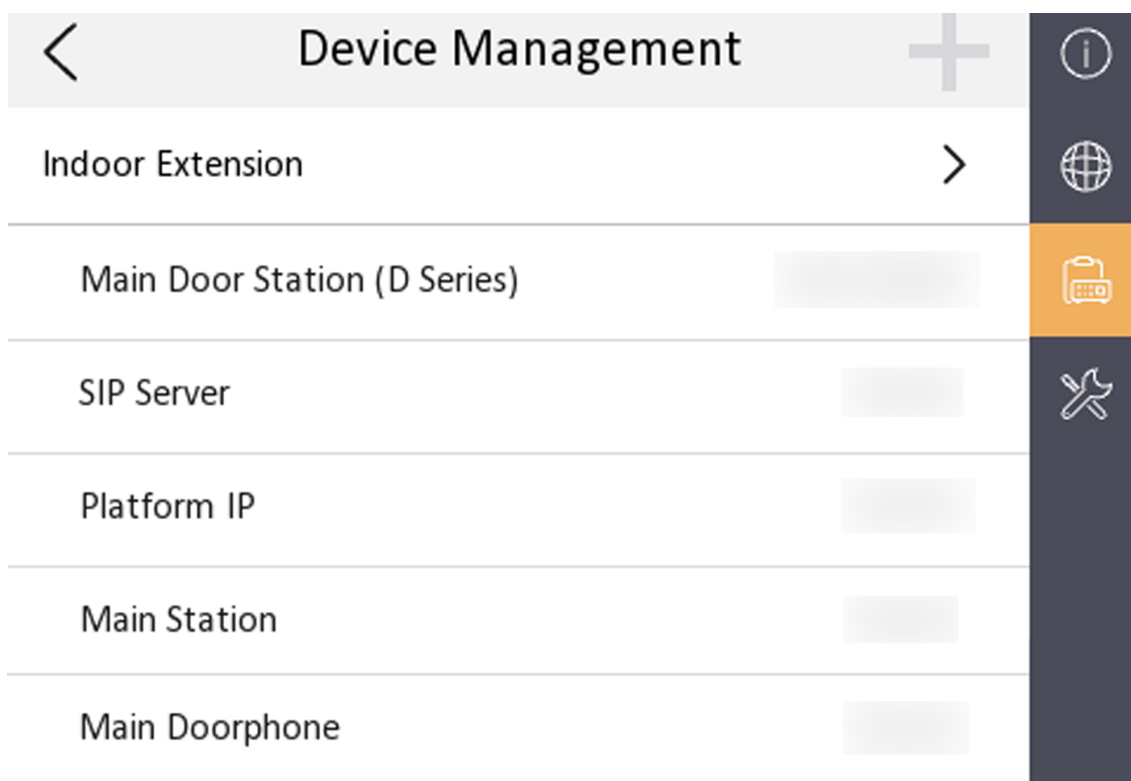 Device Management
Indoor Extension
Main Door Station (D Series)
SIP Server
Platform IP
Main Station
Main Doorphone